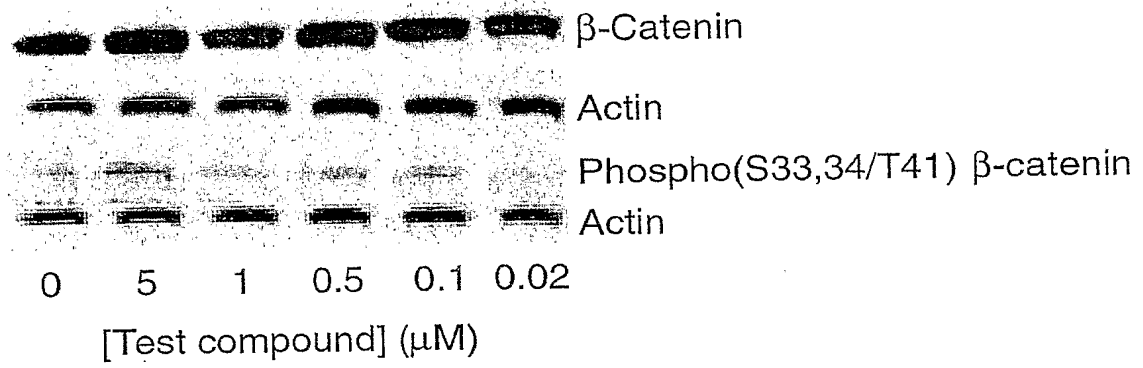 β-Catenin
Actin
Phospho(S33,34/T41) β-catenin
Actin
0 5 1 0.5 0.1 0.02
[Test compound] (μM)